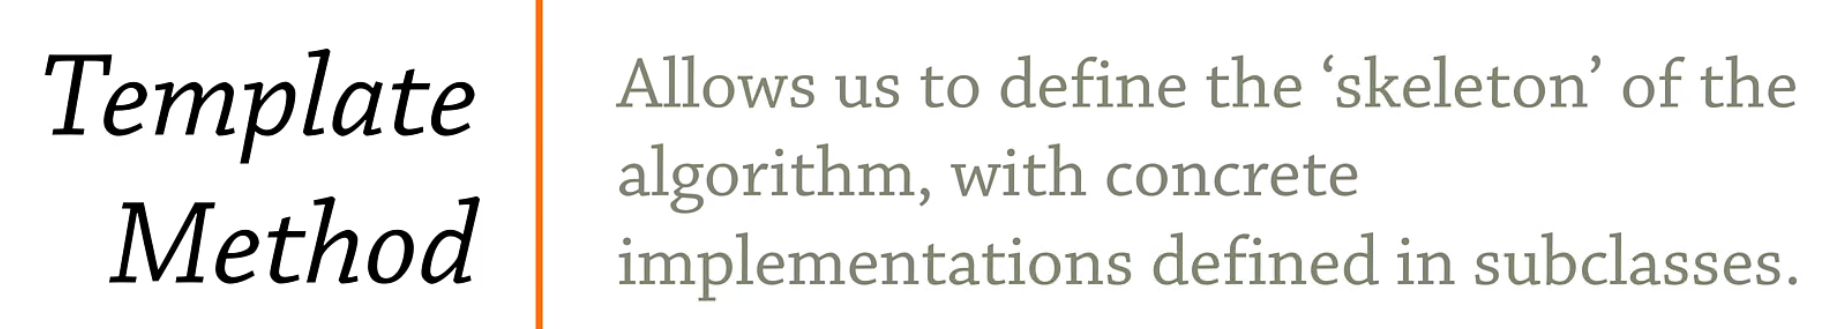 Template
Method
Allows us to define the ‘skeleton’ of the
algorithm, with concrete
implementations defined in subclasses.